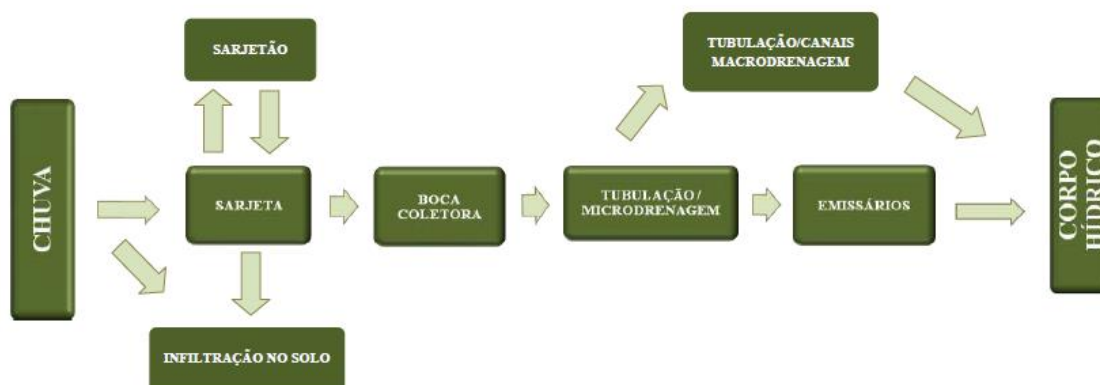 SARJETÃO
TUBULAÇÃO/CANAIS
MACRODRENAGEM
CHUVA
SARJETA
BOCA
COLETORA
TUBULAÇÃO /
MICRODRENAGEM
EMISSÁRIOS
CORPO
HÍDRICO
INFILTRAÇÃO NO SOLO